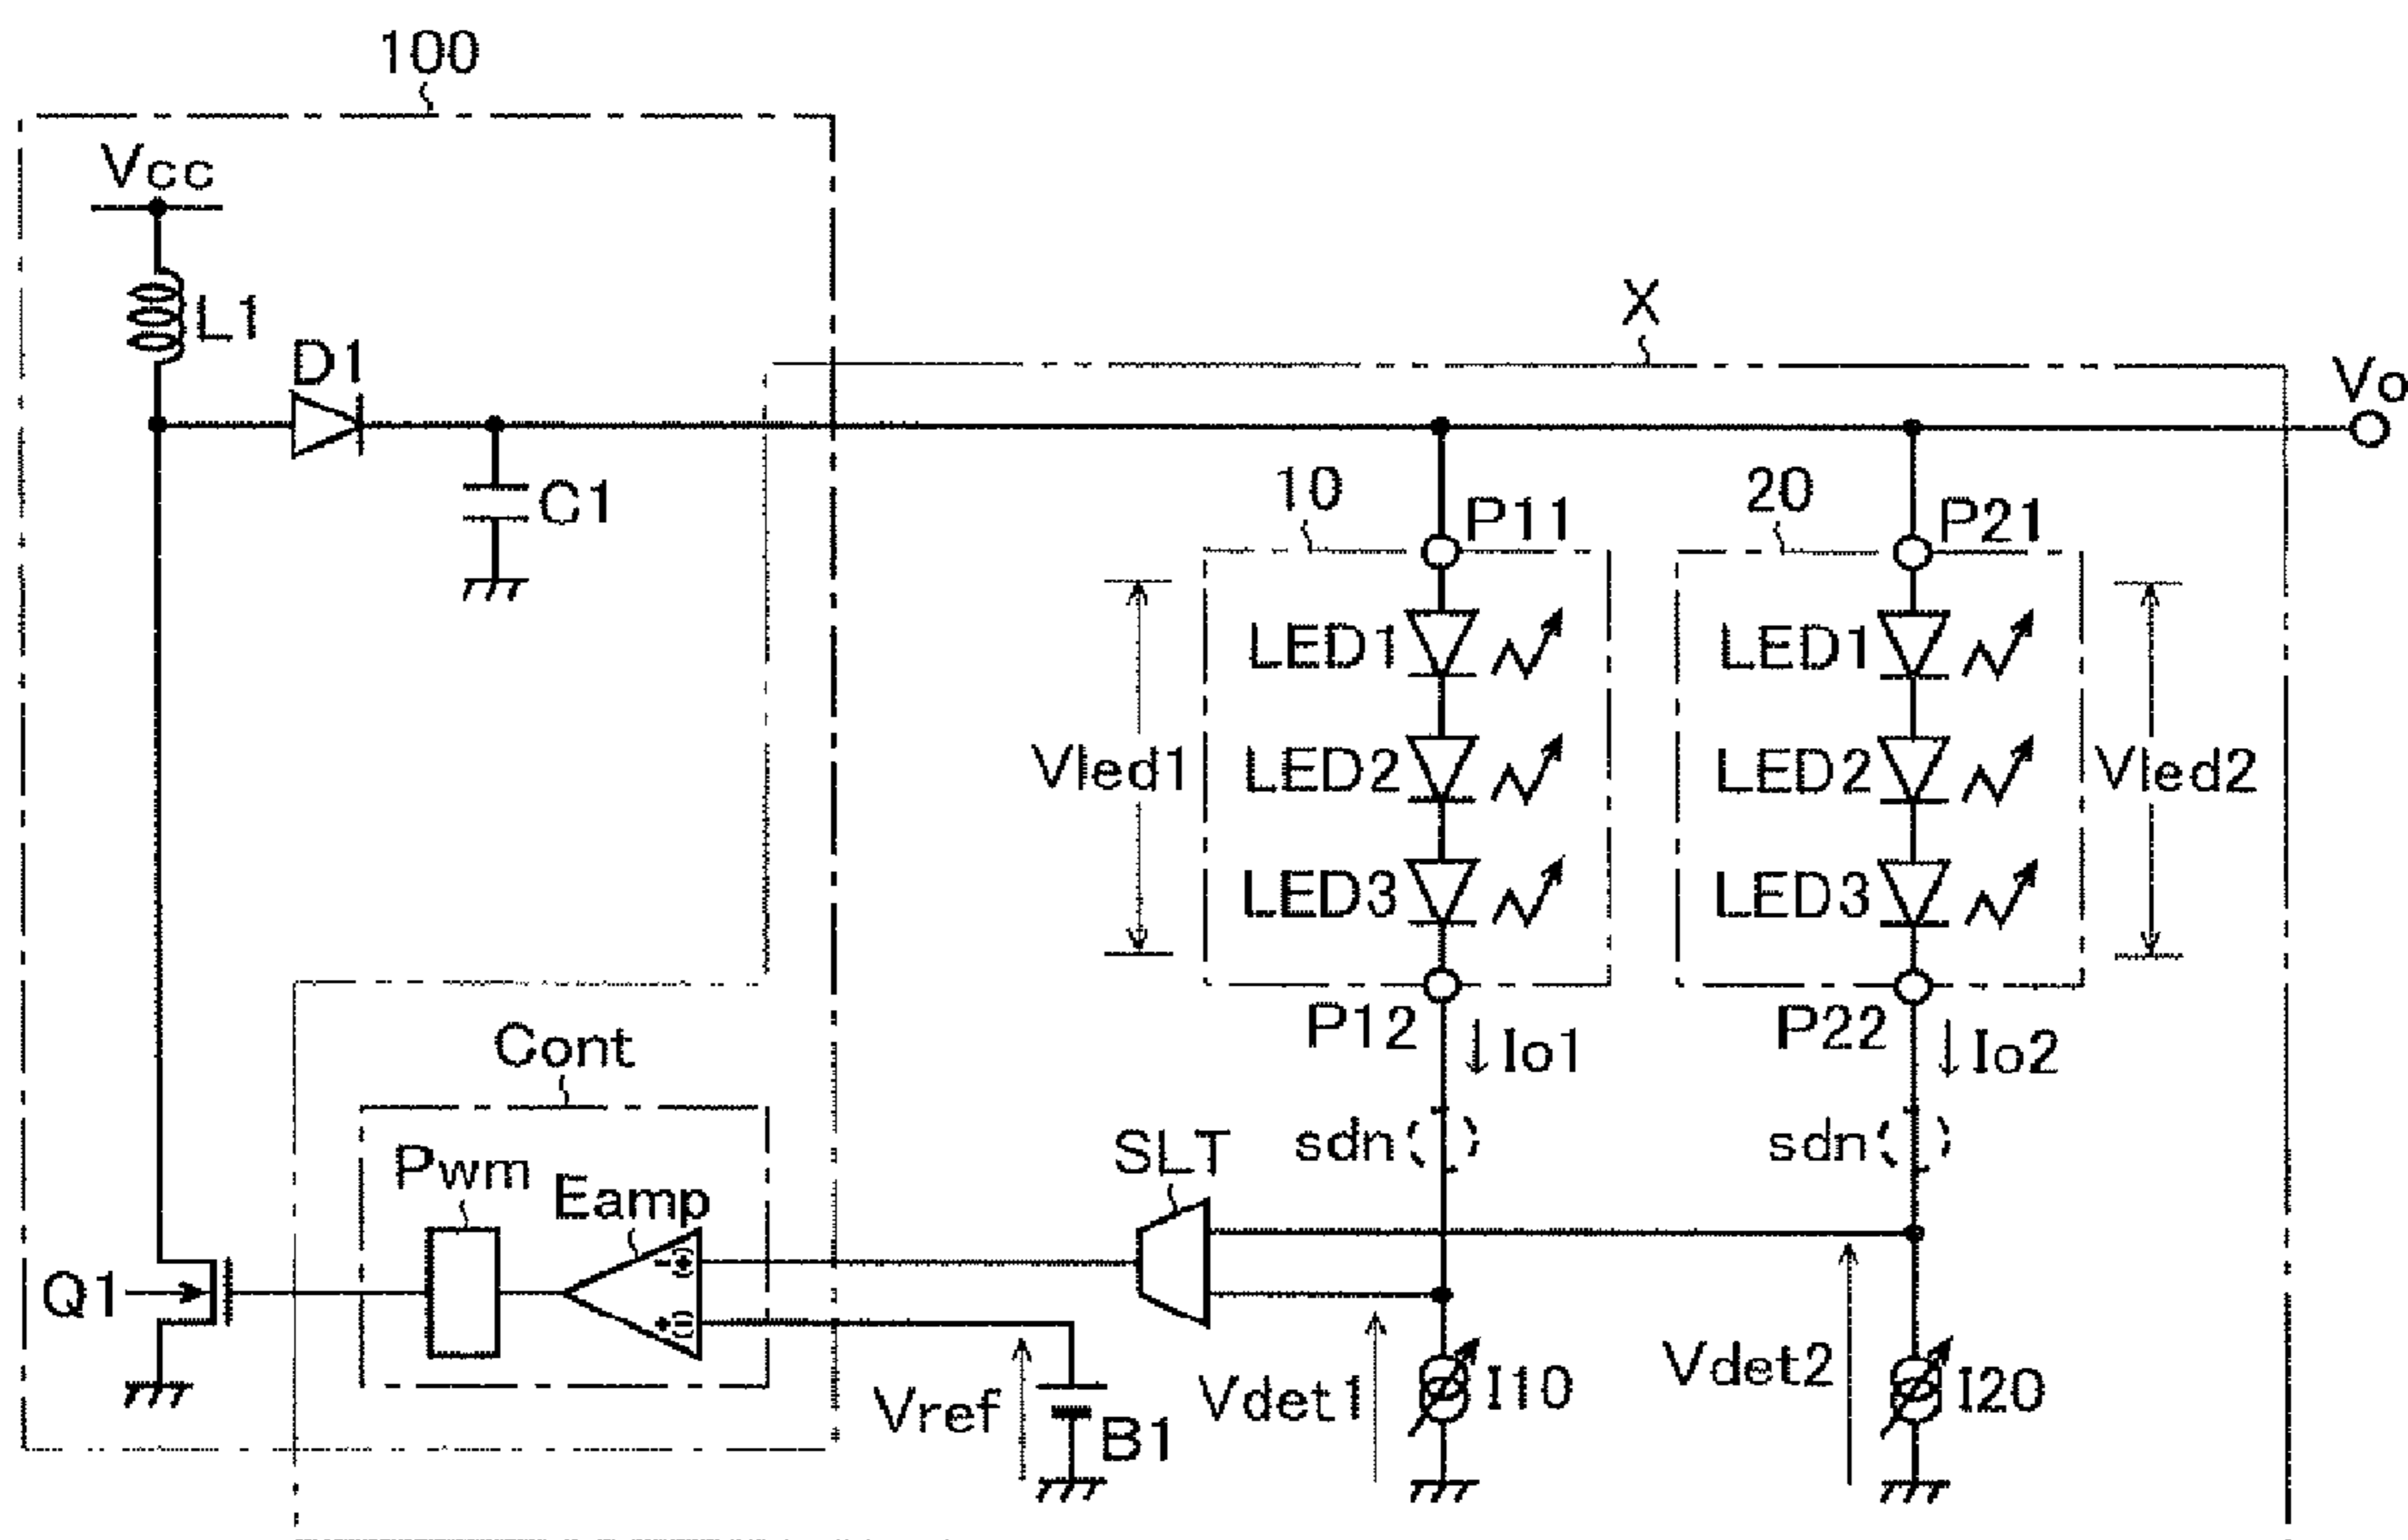 100
Vcc
L1
D1
C1
X
Vo
10
P11
20
P21
LED1
LED2
LED3
Vled1
LED1
LED2
LED3
Vled2
P12
Io1
P22
Io2
sdn
sdn
SLT
Cont
Pwm
Eamp
-(+)
+(-)
Q1
Vref
B1
Vdet1
I10
Vdet2
I20